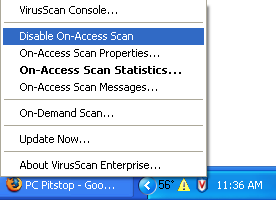 VirusScan Console...
Disable On-Access Scan
On-Access Scan Properties...
On-Access Scan Statistics...
On-Access Scan Messages...
On-Demand Scan...
Update Now...
About VirusScan Enterprise...
PC Pitstop - Goo...
56°
11:36 AM